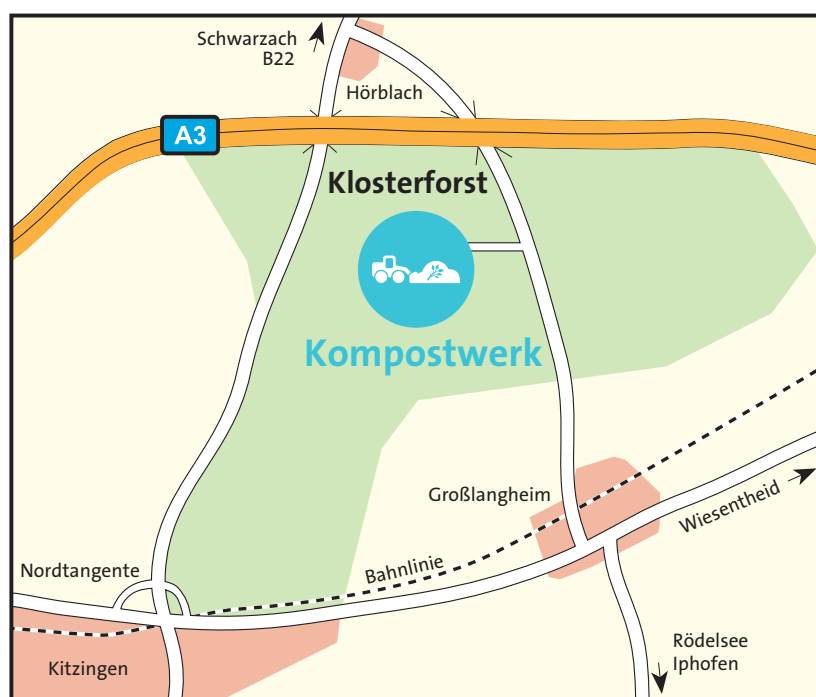 Schwarzach
B22
Hörblach
A3
Klosterforst
Kompostwerk
Großlangheim
Wiesentheid
Bahnlinie
Nordtangente
Kitzingen
Rödelsee
Iphofen